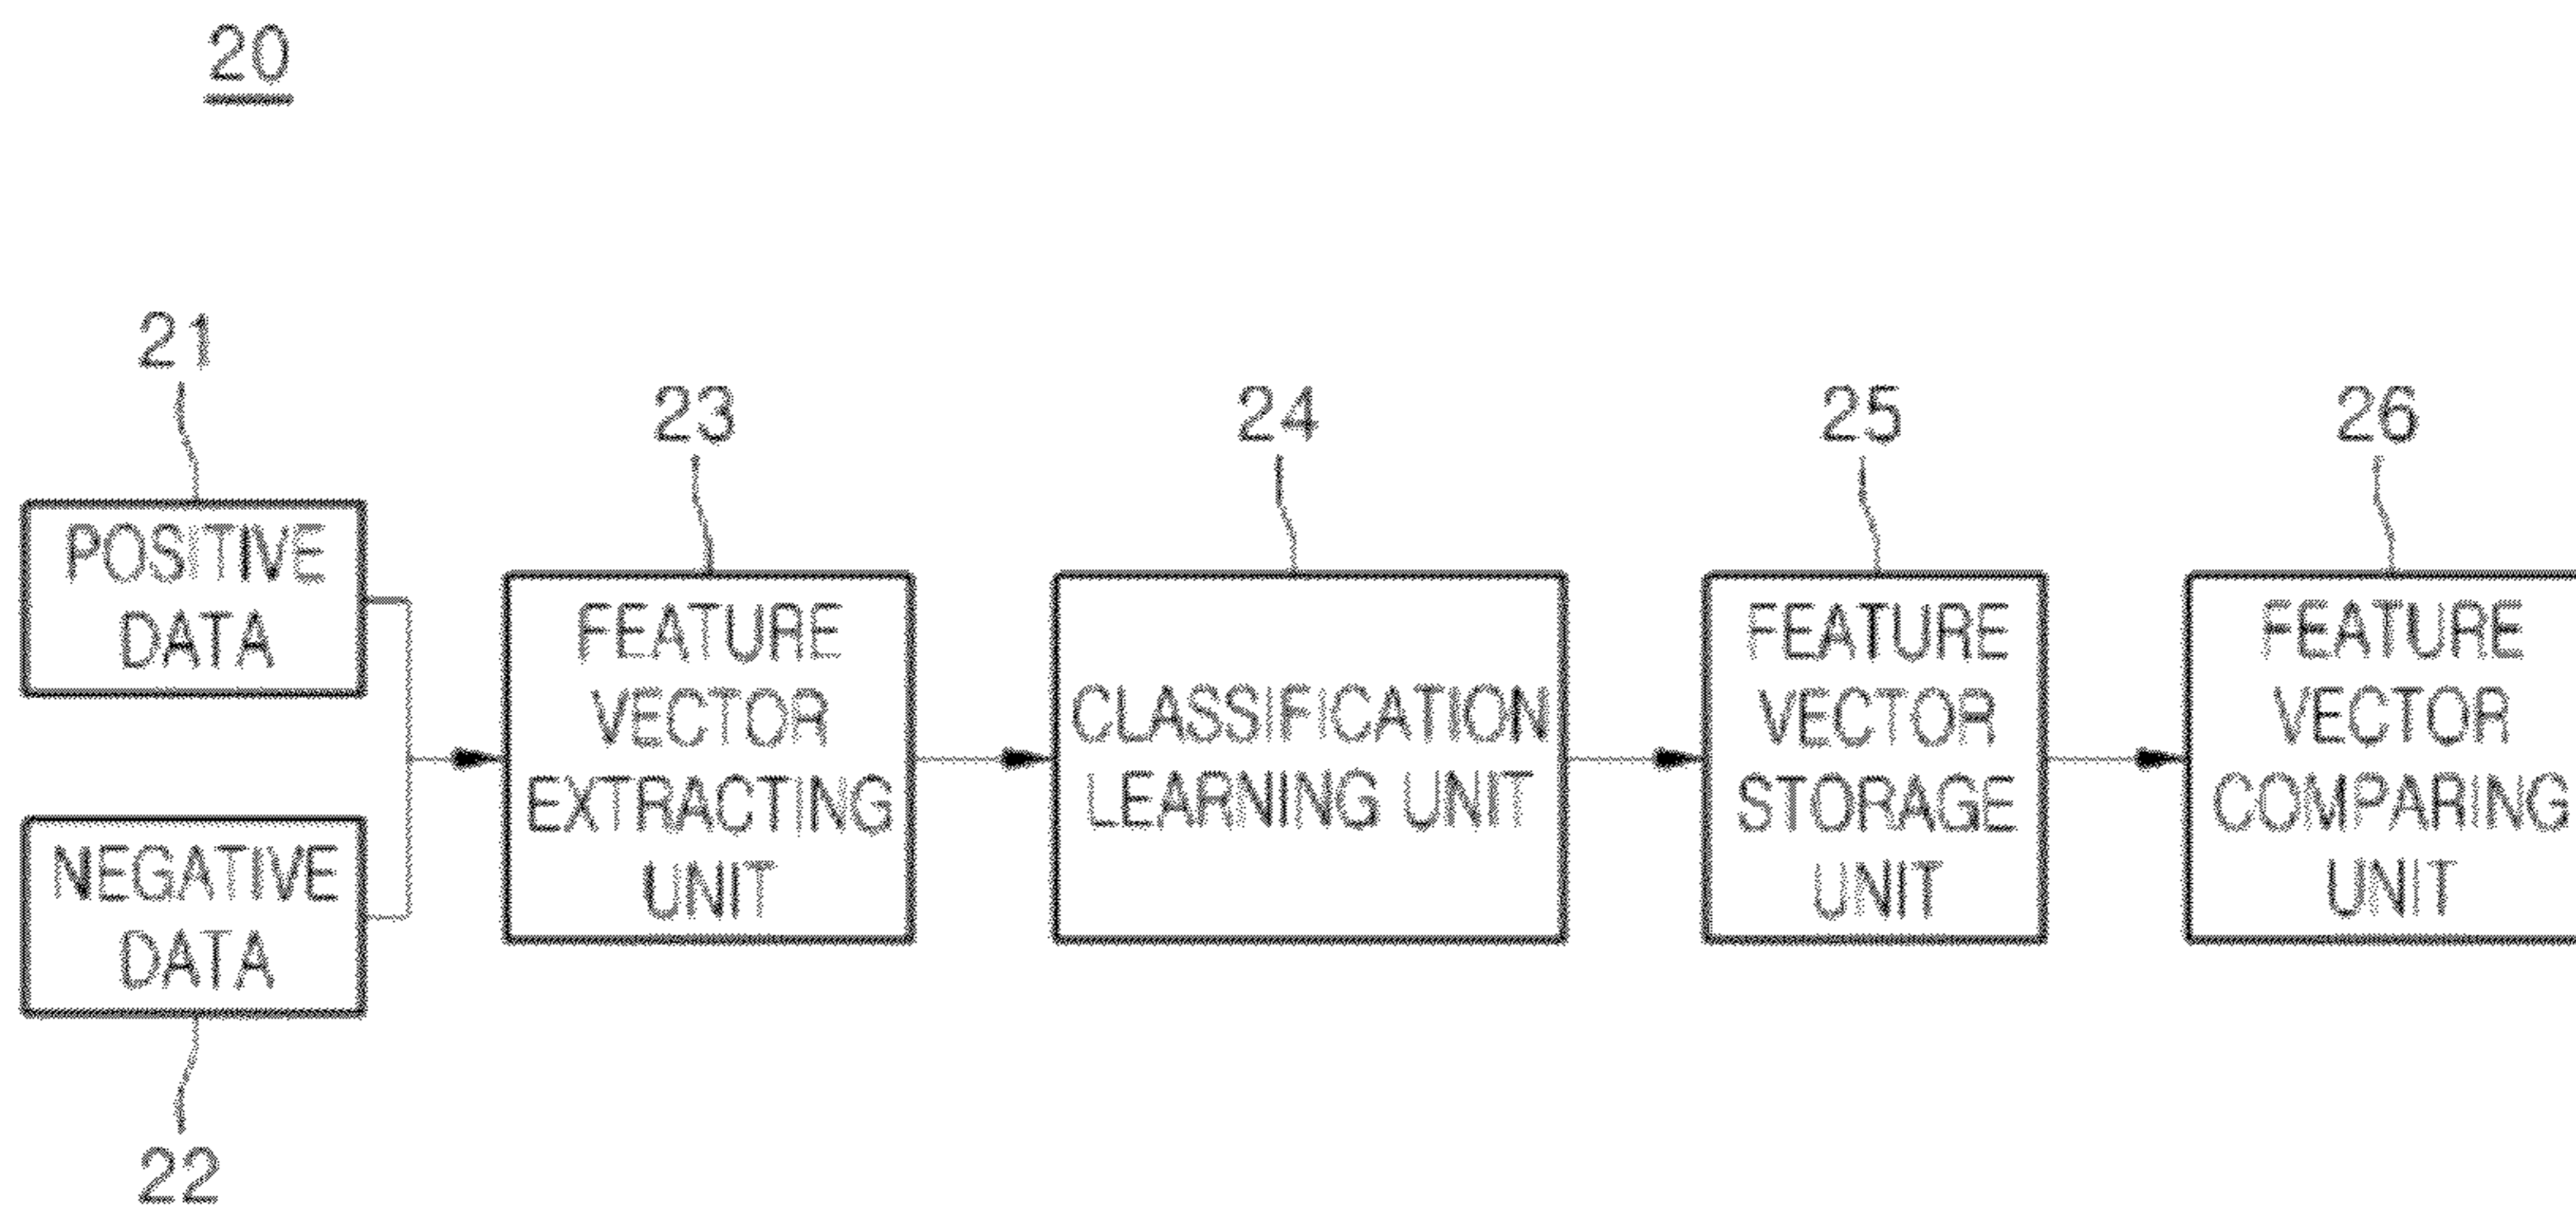 20
21
POSITIVE
DATA
NEGATIVE
DATA
22
23
FEATURE
VECTOR
EXTRACTING
UNIT
24
CLASSIFICATION
LEARNING UNIT
25
FEATURE
VECTOR
STORAGE
UNIT
26
FEATURE
VECTOR
COMPARING
UNIT